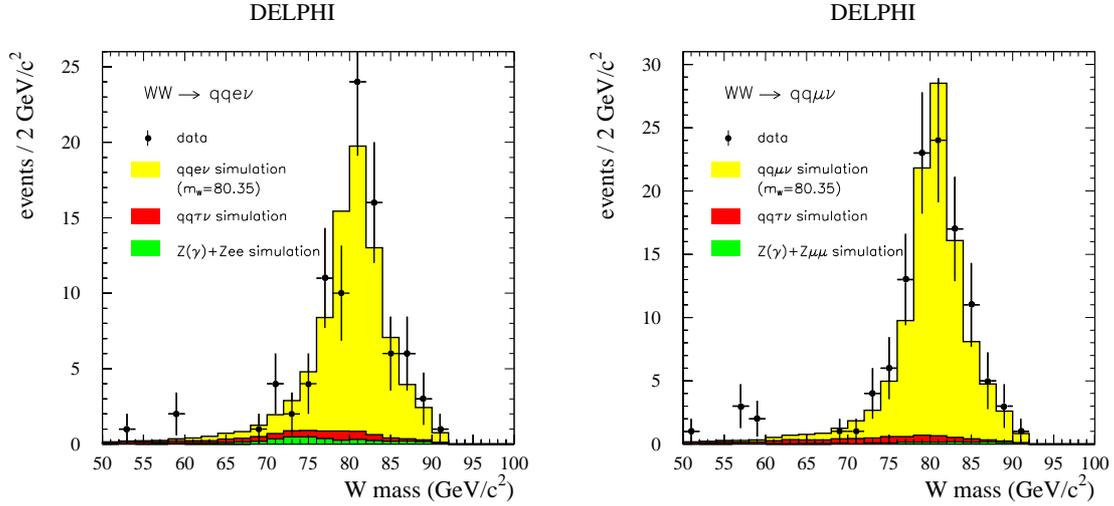 DELPHI
events / 2 GeV/c²
25
20
15
10
5
0
WW → qqeν
data
qqeν simulation
(m_w=80.35)
qqτν simulation
Z(γ)+Zee simulation
50 55 60 65 70 75 80 85 90 95 100
W mass (GeV/c²)
DELPHI
events / 2 GeV/c²
30
25
20
15
10
5
0
WW → qqμν
data
qqμν simulation
(m_w=80.35)
qqτν simulation
Z(γ)+Zμμ simulation
50 55 60 65 70 75 80 85 90 95 100
W mass (GeV/c²)